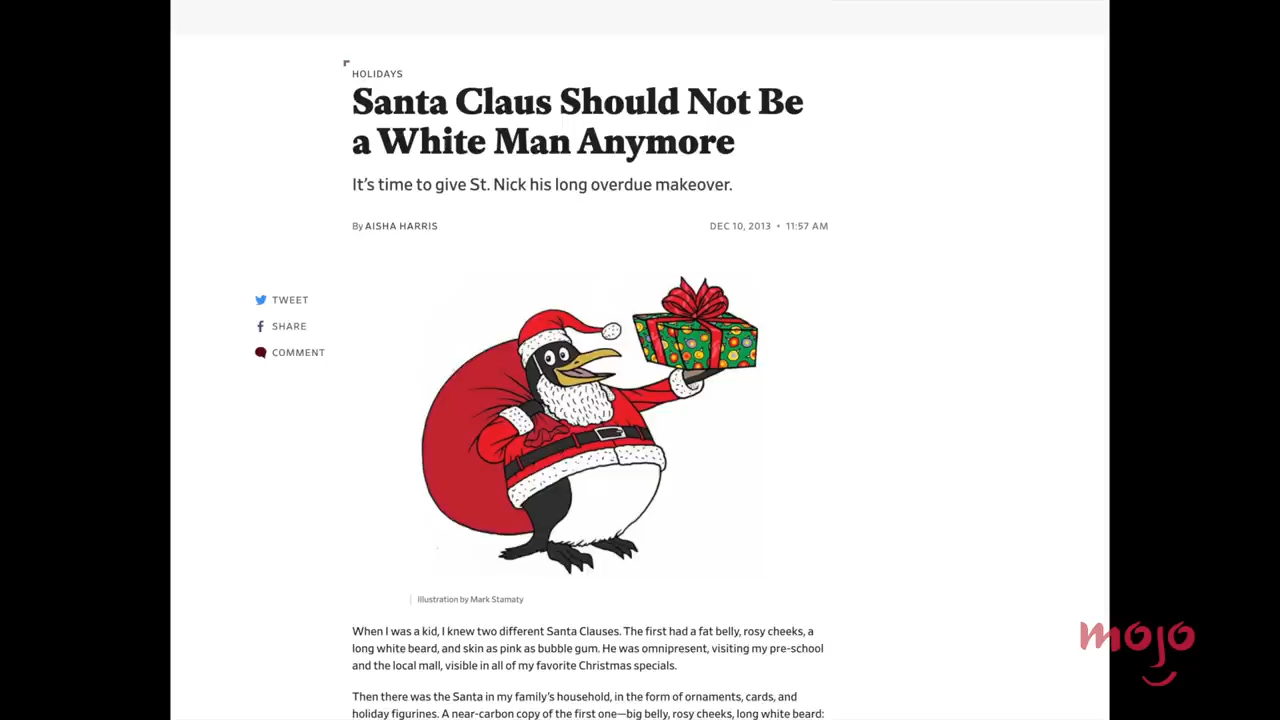 HOLIDAYS
Santa Claus Should Not Be
a White Man Anymore
It's time to give St. Nick his long overdue makeover.
By AISHA HARRIS
DEC 10, 2013 • 11:57 AM
TWEET
SHARE
COMMENT
Illustration by Mark Stamaty
When I was a kid, I knew two different Santa Clauses. The first had a fat belly, rosy cheeks, a
long white beard, and skin as pink as bubble gum. He was omnipresent, visiting my pre-school
and the local mall, visible in all of my favorite Christmas specials.
Then there was the Santa in my family's household, in the form of ornaments, cards, and
holiday figurines. A near-carbon copy of the first one—big belly, rosy cheeks, long white beard:
mojo